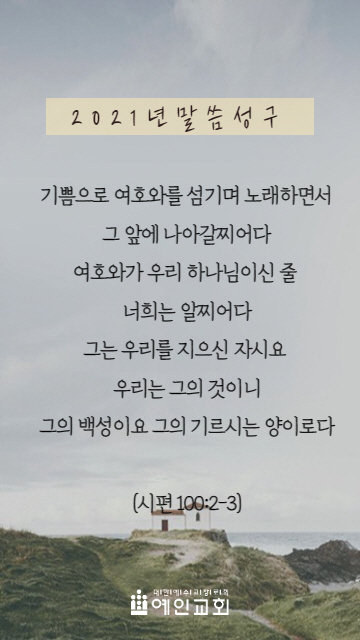 2021년 말씀성구
기쁨으로 여호와를 섬기며 노래하면서
그 앞에 나아갈찌어다
여호와가 우리 하나님이신 줄
너희는 알찌어다
그는 우리를 지으신 자시요
우리는 그의 것이니
그의 백성이요 그의 기르시는 양이로다
(시편 100:2-3)
예인교회